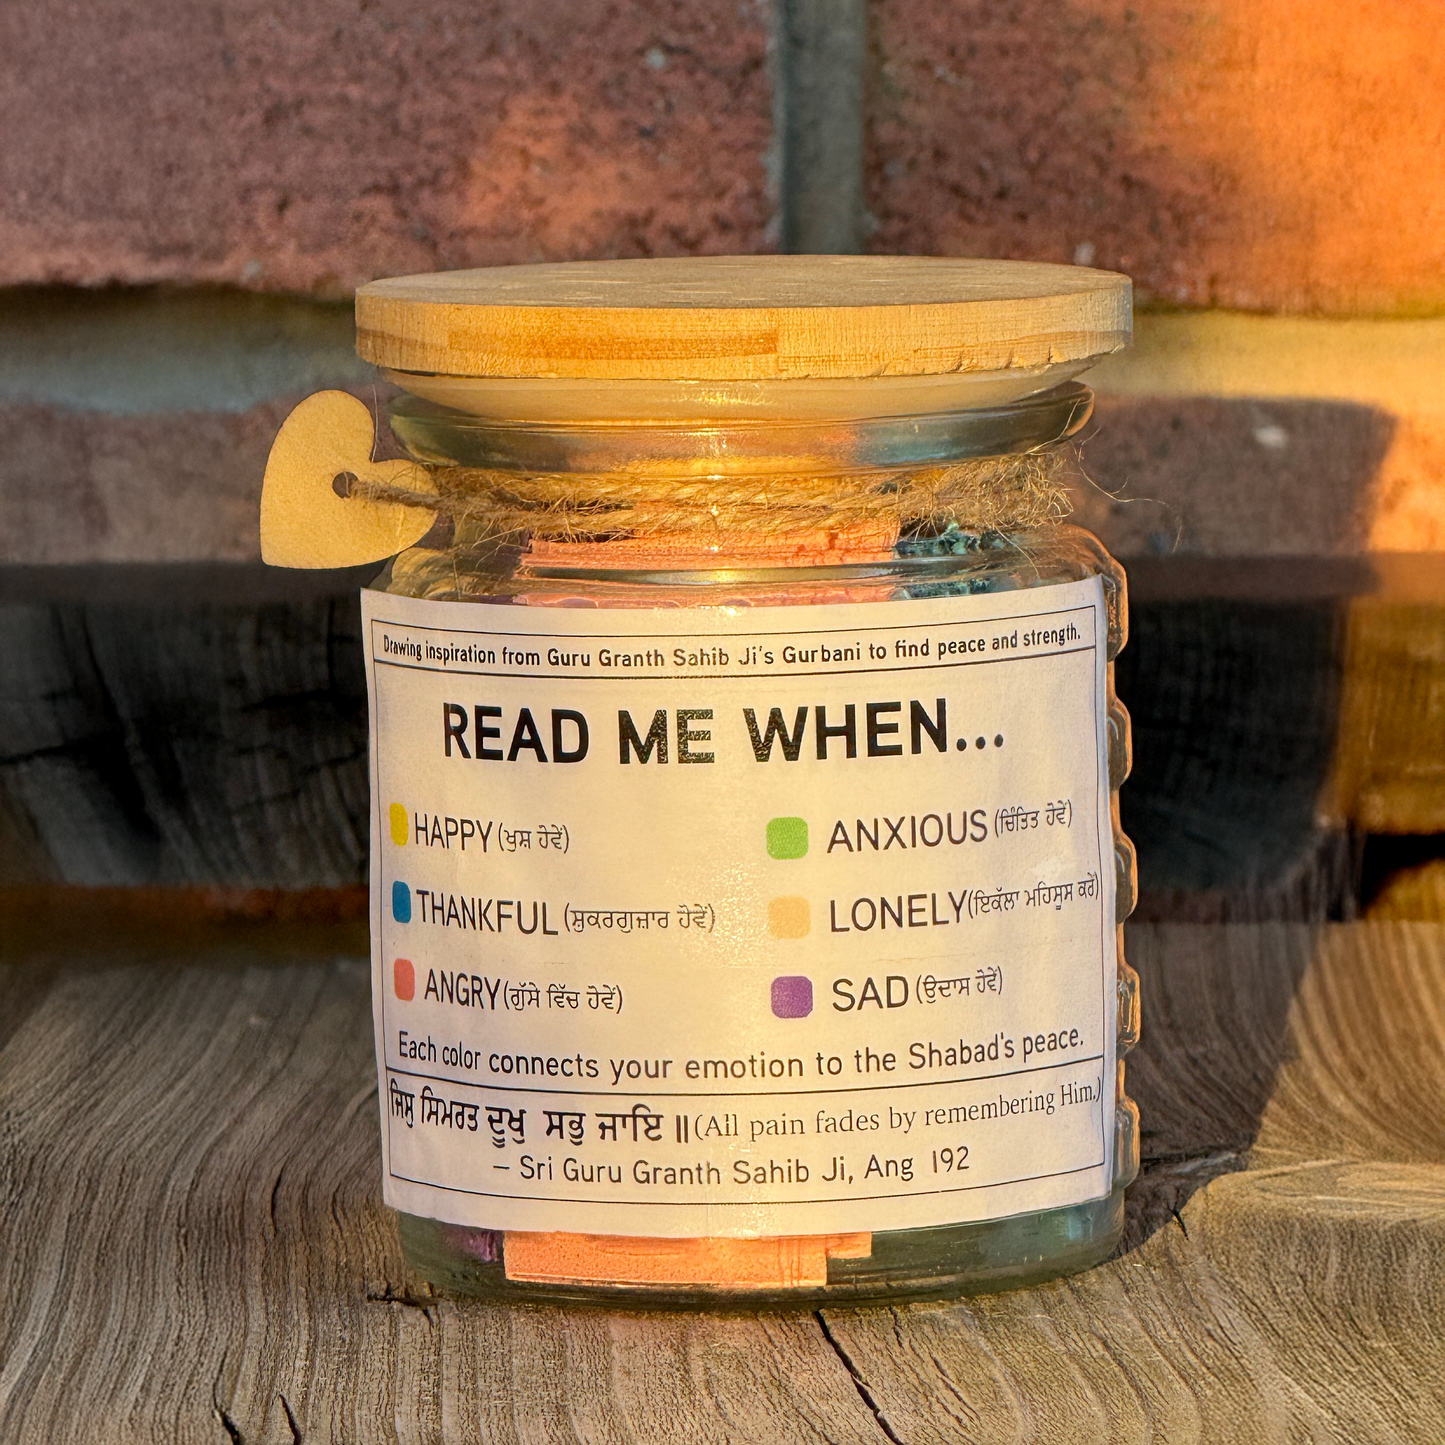 Drawing inspiration from Guru Granth Sahib Ji's Gurbani to find peace and strength.
READ ME WHEN...
HAPPY (ਖੁਸ਼ ਹੋਵੇਂ)
ANXIOUS (ਚਿੰਤਿਤ ਹੋਵੇਂ)
THANKFUL (ਸ਼ੁਕਰਗੁਜ਼ਾਰ ਹੋਵੇਂ)
LONELY (ਇਕੱਲਾ ਮਹਿਸੂਸ ਕਰੇਂ)
ANGRY (ਗੁੱਸੇ ਵਿੱਚ ਹੋਵੇਂ)
SAD (ਉਦਾਸ ਹੋਵੇਂ)
Each color connects your emotion to the Shabad's peace.
ਜਿਸੁ ਸਿਮਰਤ ਦੂਖੁ ਸਭੁ ਜਾਇ ॥ (All pain fades by remembering Him.)
– Sri Guru Granth Sahib Ji, Ang 192